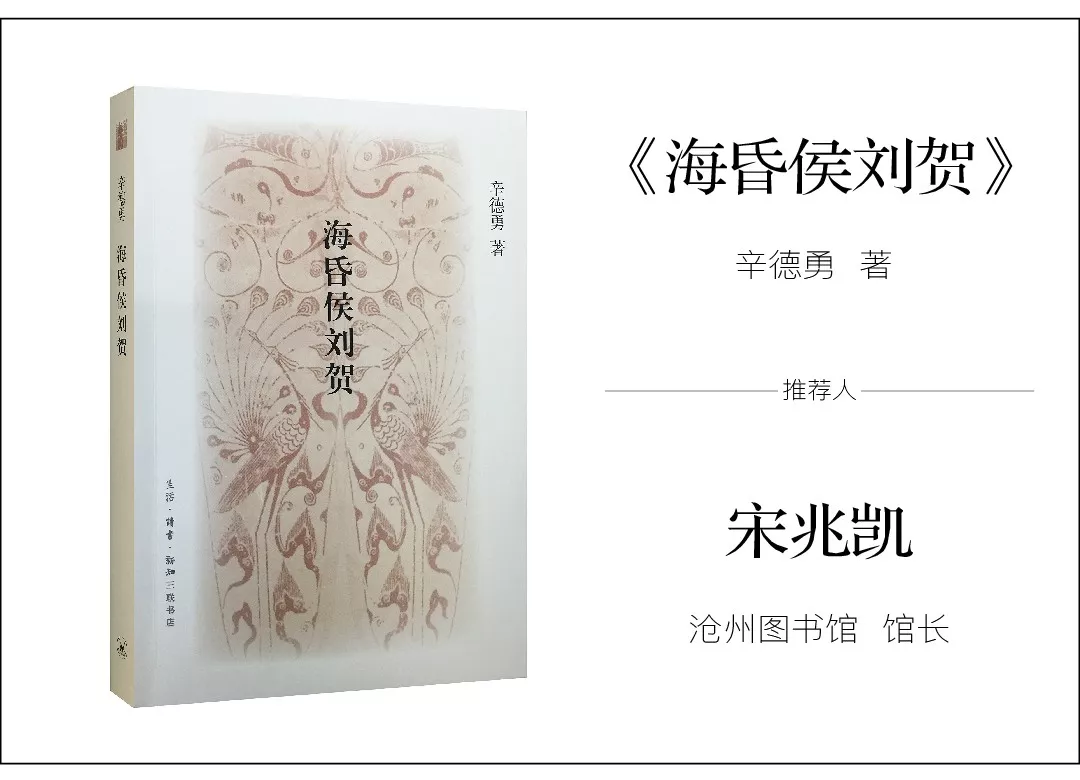 辛德勇
海昏侯刘贺
辛德勇 著
海昏侯刘贺
生活·讀書·新知三联书店
《海昏侯刘贺》
辛德勇 著
推荐人
宋兆凯
沧州图书馆 馆长